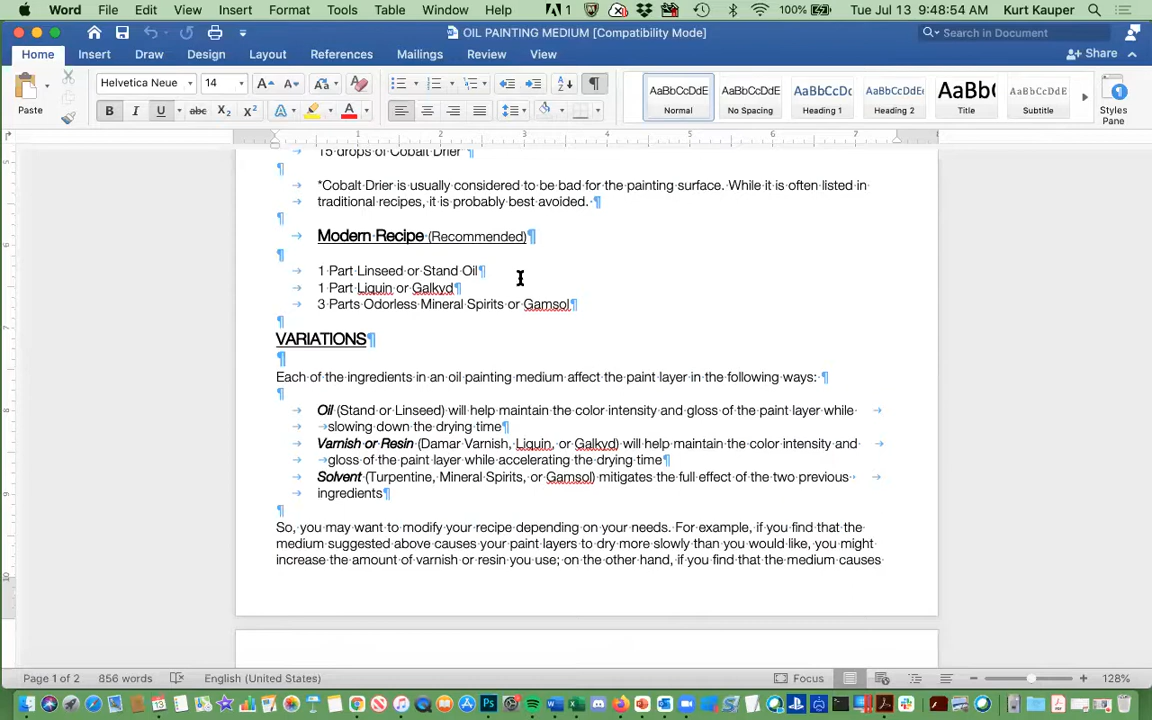 Word File Edit View Insert Format Tools Table Window Help 100% Tue Jul 13 9:48:54 AM Kurt Kauper
OIL PAINTING MEDIUM [Compatibility Mode] Search in Document
Home Insert Draw Design Layout References Mailings Review View Share
Paste Helvetica Neue 14 AaBbCcDdE AaBbCcDdE AaBbCcDc AaBbCcDdEe AaBb( AaBbCcDdEe
Normal No Spacing Heading 1 Heading 2 Title Subtitle Styles Pane
15 drops of Cobalt Drier
*Cobalt Drier is usually considered to be bad for the painting surface. While it is often listed in
traditional recipes, it is probably best avoided.
Modern Recipe (Recommended)
1 Part Linseed or Stand Oil
1 Part Liquin or Galkyd
3 Parts Odorless Mineral Spirits or Gamsol
VARIATIONS
Each of the ingredients in an oil painting medium affect the paint layer in the following ways:
Oil (Stand or Linseed) will help maintain the color intensity and gloss of the paint layer while
slowing down the drying time
Varnish or Resin (Damar Varnish, Liquin, or Galkyd) will help maintain the color intensity and
gloss of the paint layer while accelerating the drying time
Solvent (Turpentine, Mineral Spirits, or Gamsol) mitigates the full effect of the two previous
ingredients
So, you may want to modify your recipe depending on your needs. For example, if you find that the
medium suggested above causes your paint layers to dry more slowly than you would like, you might
increase the amount of varnish or resin you use; on the other hand, if you find that the medium causes
Page 1 of 2 856 words English (United States) Focus 128%